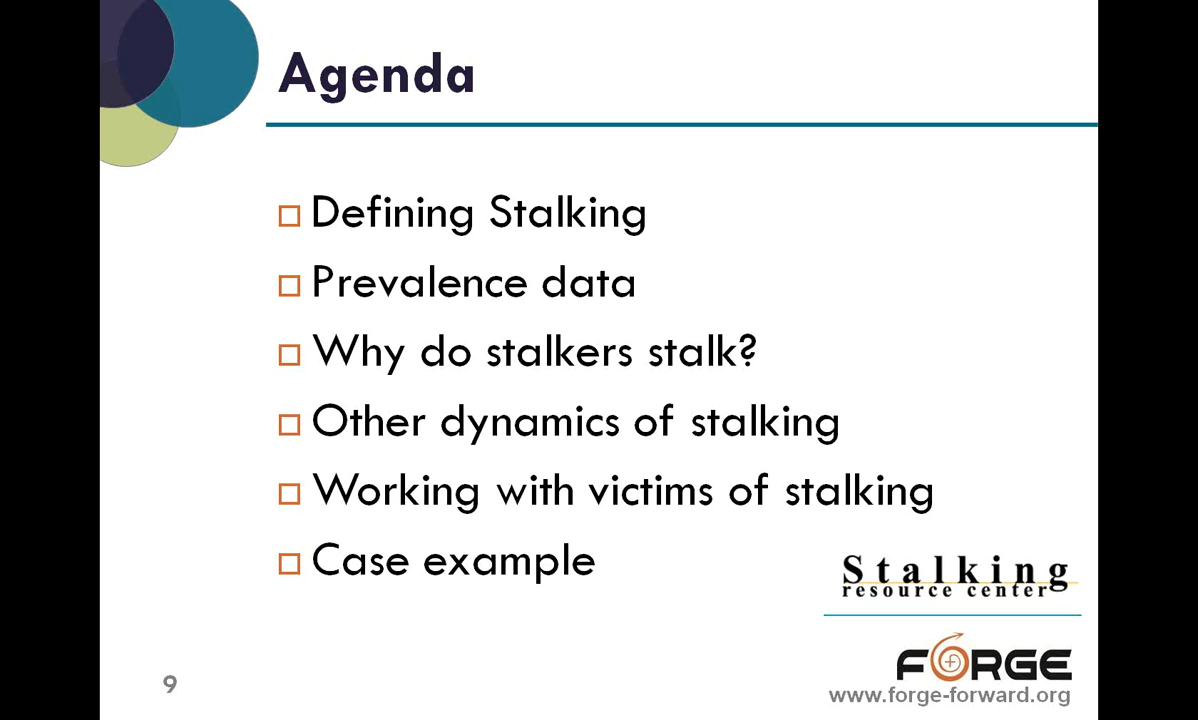 Agenda
Defining Stalking
Prevalence data
Why do stalkers stalk?
Other dynamics of stalking
Working with victims of stalking
Case example
Stalking
resource center
FORGE
www.forge-forward.org
9